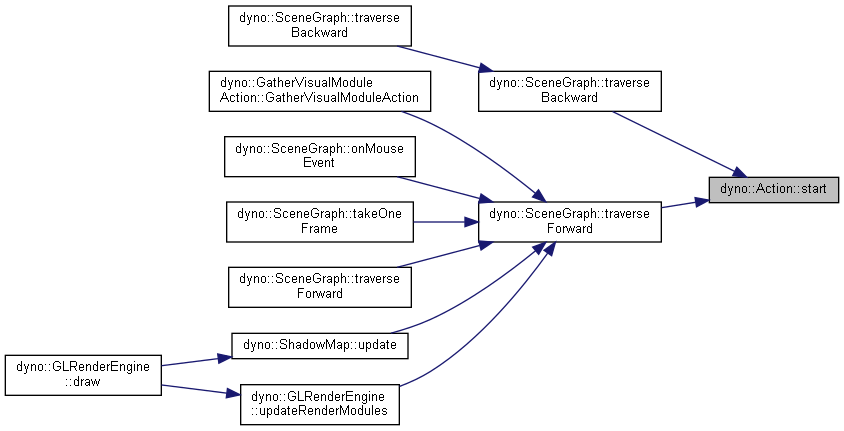 dyno::SceneGraph::traverse
Backward
dyno::GatherVisualModule
Action::GatherVisualModuleAction
dyno::SceneGraph::traverse
Backward
dyno::SceneGraph::onMouse
Event
dyno::Action::start
dyno::SceneGraph::takeOne
Frame
dyno::SceneGraph::traverse
Forward
dyno::SceneGraph::traverse
Forward
dyno::ShadowMap::update
dyno::GLRenderEngine
::draw
dyno::GLRenderEngine
::updateRenderModules